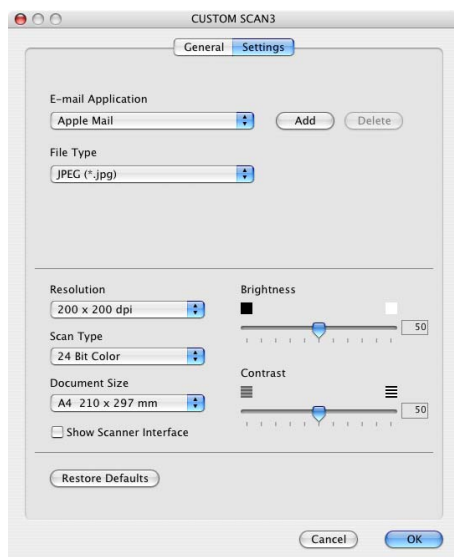 CUSTOM SCAN3
General Settings
E-mail Application
Apple Mail Add Delete
File Type
JPEG (*.jpg)
Resolution
200 x 200 dpi
Scan Type
24 Bit Color
Document Size
A4 210 x 297 mm
Show Scanner Interface
Brightness
50
Contrast
50
Restore Defaults
Cancel OK